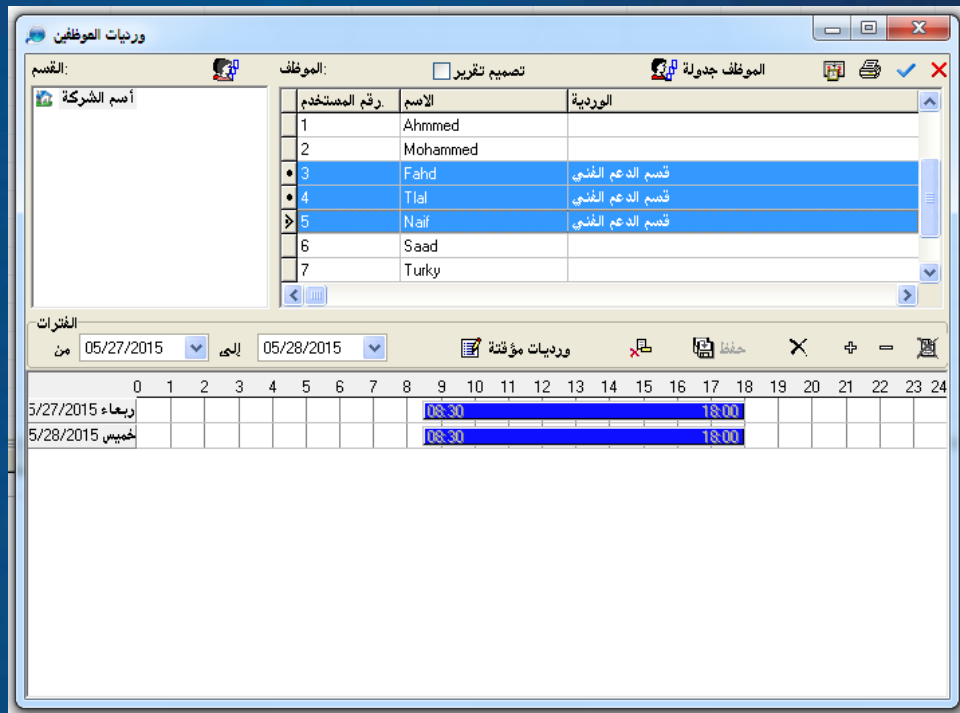 ورديات الموظفين
القسم:
الموظف:
تصميم تقرير
الموظف جدولة
أسم الشركة
رقم المستخدم. الاسم الوردية
1 Ahmmed
2 Mohammed
3 Fahd قسم الدعم الفني
4 Tlal قسم الدعم الفني
5 Naif قسم الدعم الفني
6 Saad
7 Turky
الفترات
من 05/27/2015 إلى 05/28/2015 ورديات مؤقتة حفظ
0 1 2 3 4 5 6 7 8 9 10 11 12 13 14 15 16 17 18 19 20 21 22 23 24
ربعاء 5/27/2015 08:30 18:00
خميس 5/28/2015 08:30 18:00